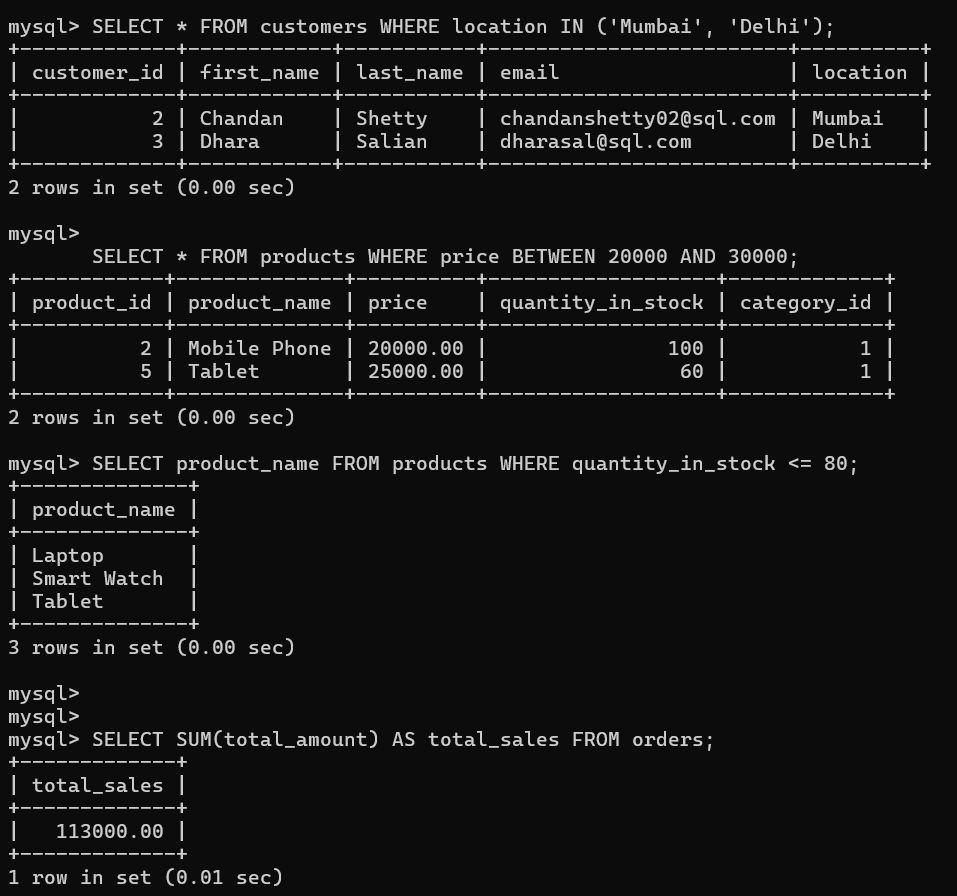 mysql> SELECT * FROM customers WHERE location IN ('Mumbai', 'Delhi');
+-------------+------------+-----------+-------------------------+----------+
| customer_id | first_name | last_name | email                   | location |
+-------------+------------+-----------+-------------------------+----------+
|           2 | Chandan    | Shetty    | chandanshetty02@sql.com | Mumbai   |
|           3 | Dhara      | Salian    | dharasal@sql.com        | Delhi    |
+-------------+------------+-----------+-------------------------+----------+
2 rows in set (0.00 sec)

mysql>
       SELECT * FROM products WHERE price BETWEEN 20000 AND 30000;
+------------+--------------+----------+-------------------+-------------+
| product_id | product_name | price    | quantity_in_stock | category_id |
+------------+--------------+----------+-------------------+-------------+
|          2 | Mobile Phone | 20000.00 |               100 |           1 |
|          5 | Tablet       | 25000.00 |                60 |           1 |
+------------+--------------+----------+-------------------+-------------+
2 rows in set (0.00 sec)

mysql> SELECT product_name FROM products WHERE quantity_in_stock <= 80;
+--------------+
| product_name |
+--------------+
| Laptop       |
| Smart Watch  |
| Tablet       |
+--------------+
3 rows in set (0.00 sec)

mysql>
mysql>
mysql> SELECT SUM(total_amount) AS total_sales FROM orders;
+-------------+
| total_sales |
+-------------+
|   113000.00 |
+-------------+
1 row in set (0.01 sec)